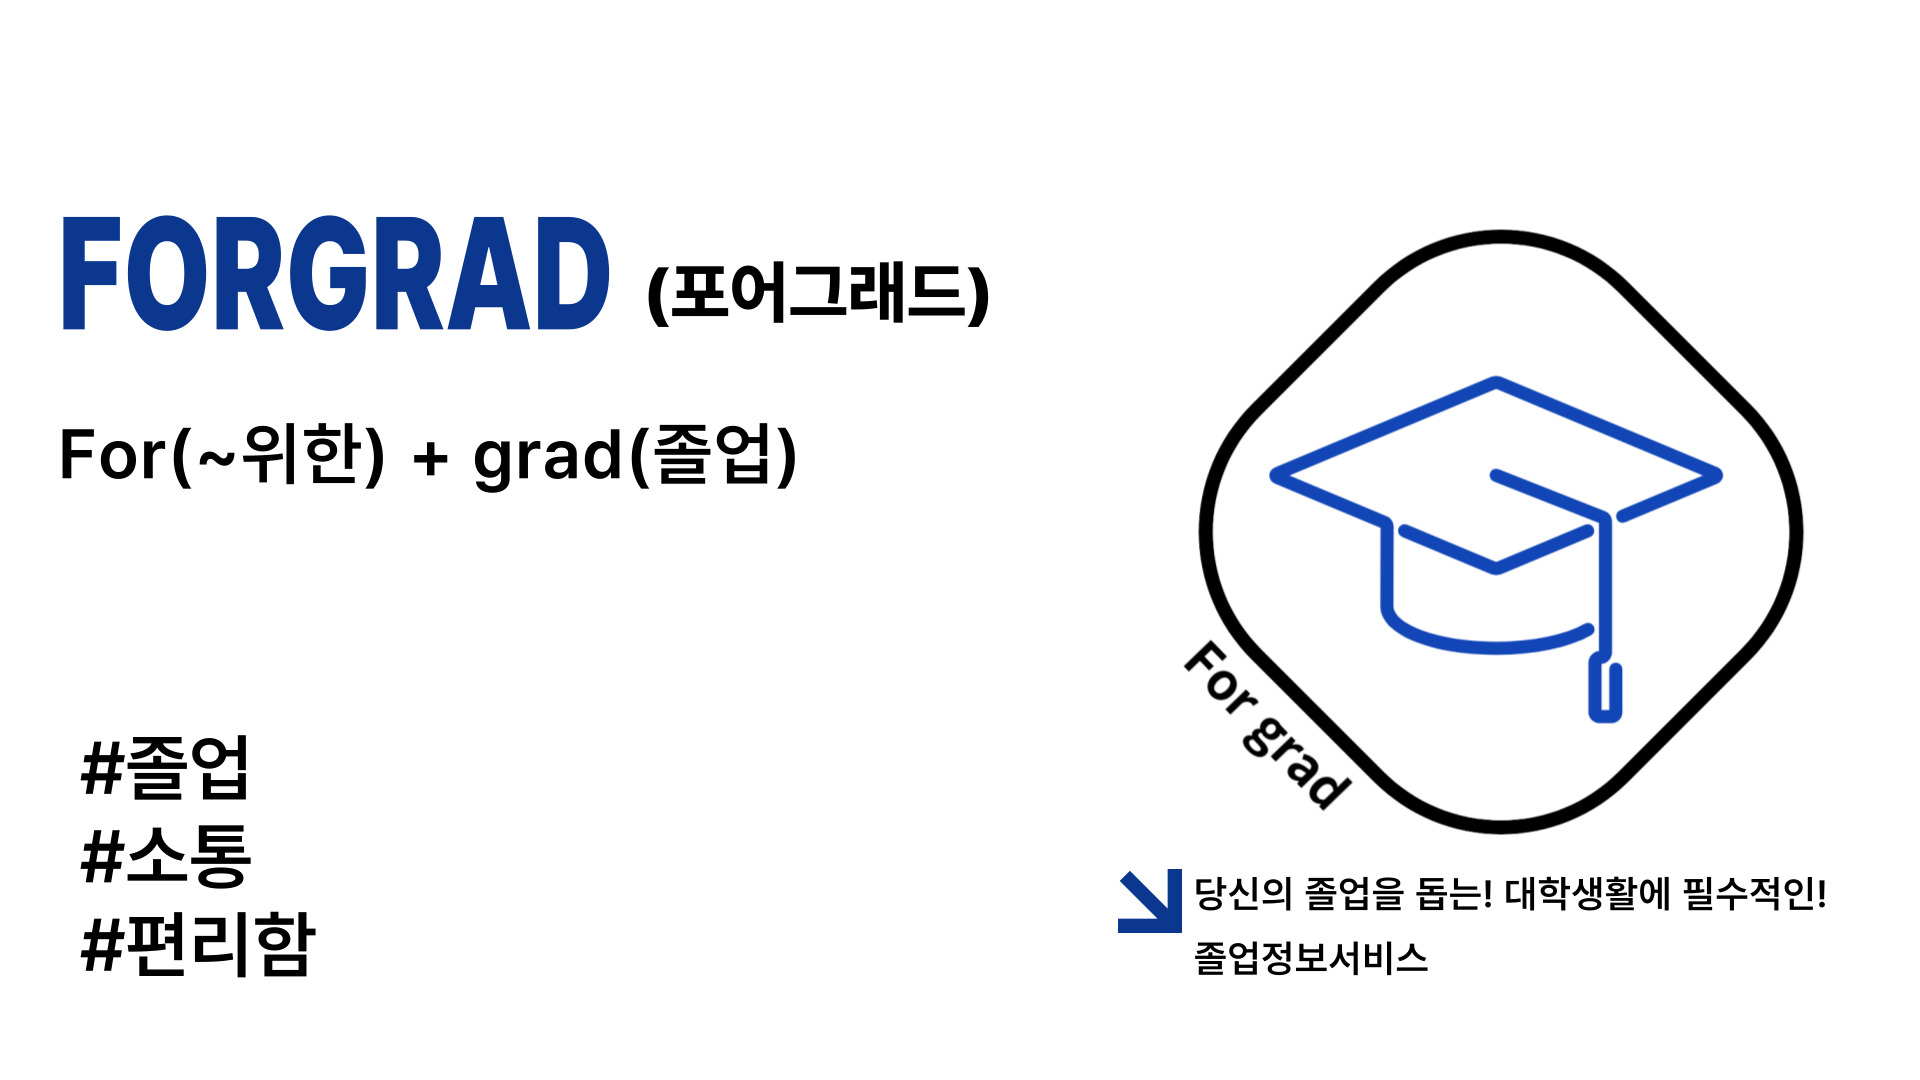 FORGRAD (포어그래드)
For(~위한) + grad(졸업)
#졸업
#소통
#편리함
For grad
당신의 졸업을 돕는! 대학생활에 필수적인!
졸업정보서비스